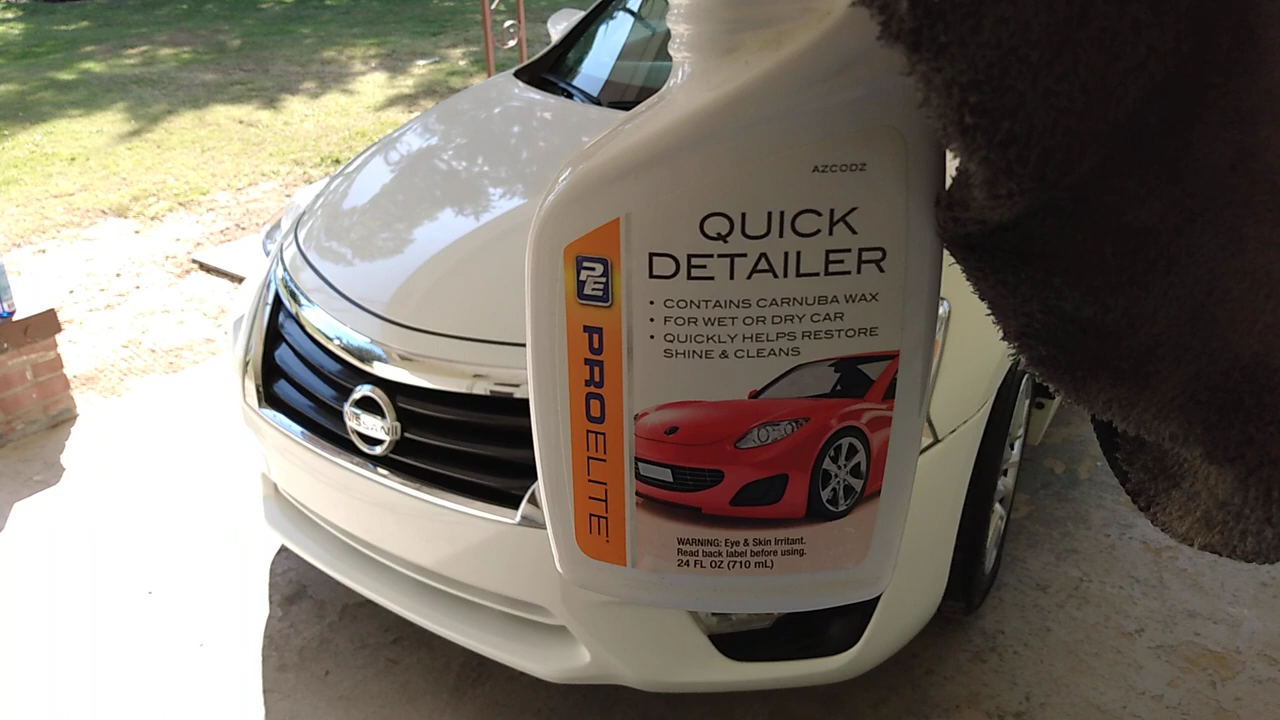 AZCODZ
QUICK
DETAILER
• CONTAINS CARNUBA WAX
• FOR WET OR DRY CAR
• QUICKLY HELPS RESTORE
SHINE & CLEANS
PE
PROELITE
WARNING: Eye & Skin Irritant.
Read back label before using.
24 FL OZ (710 mL)
NISSAN